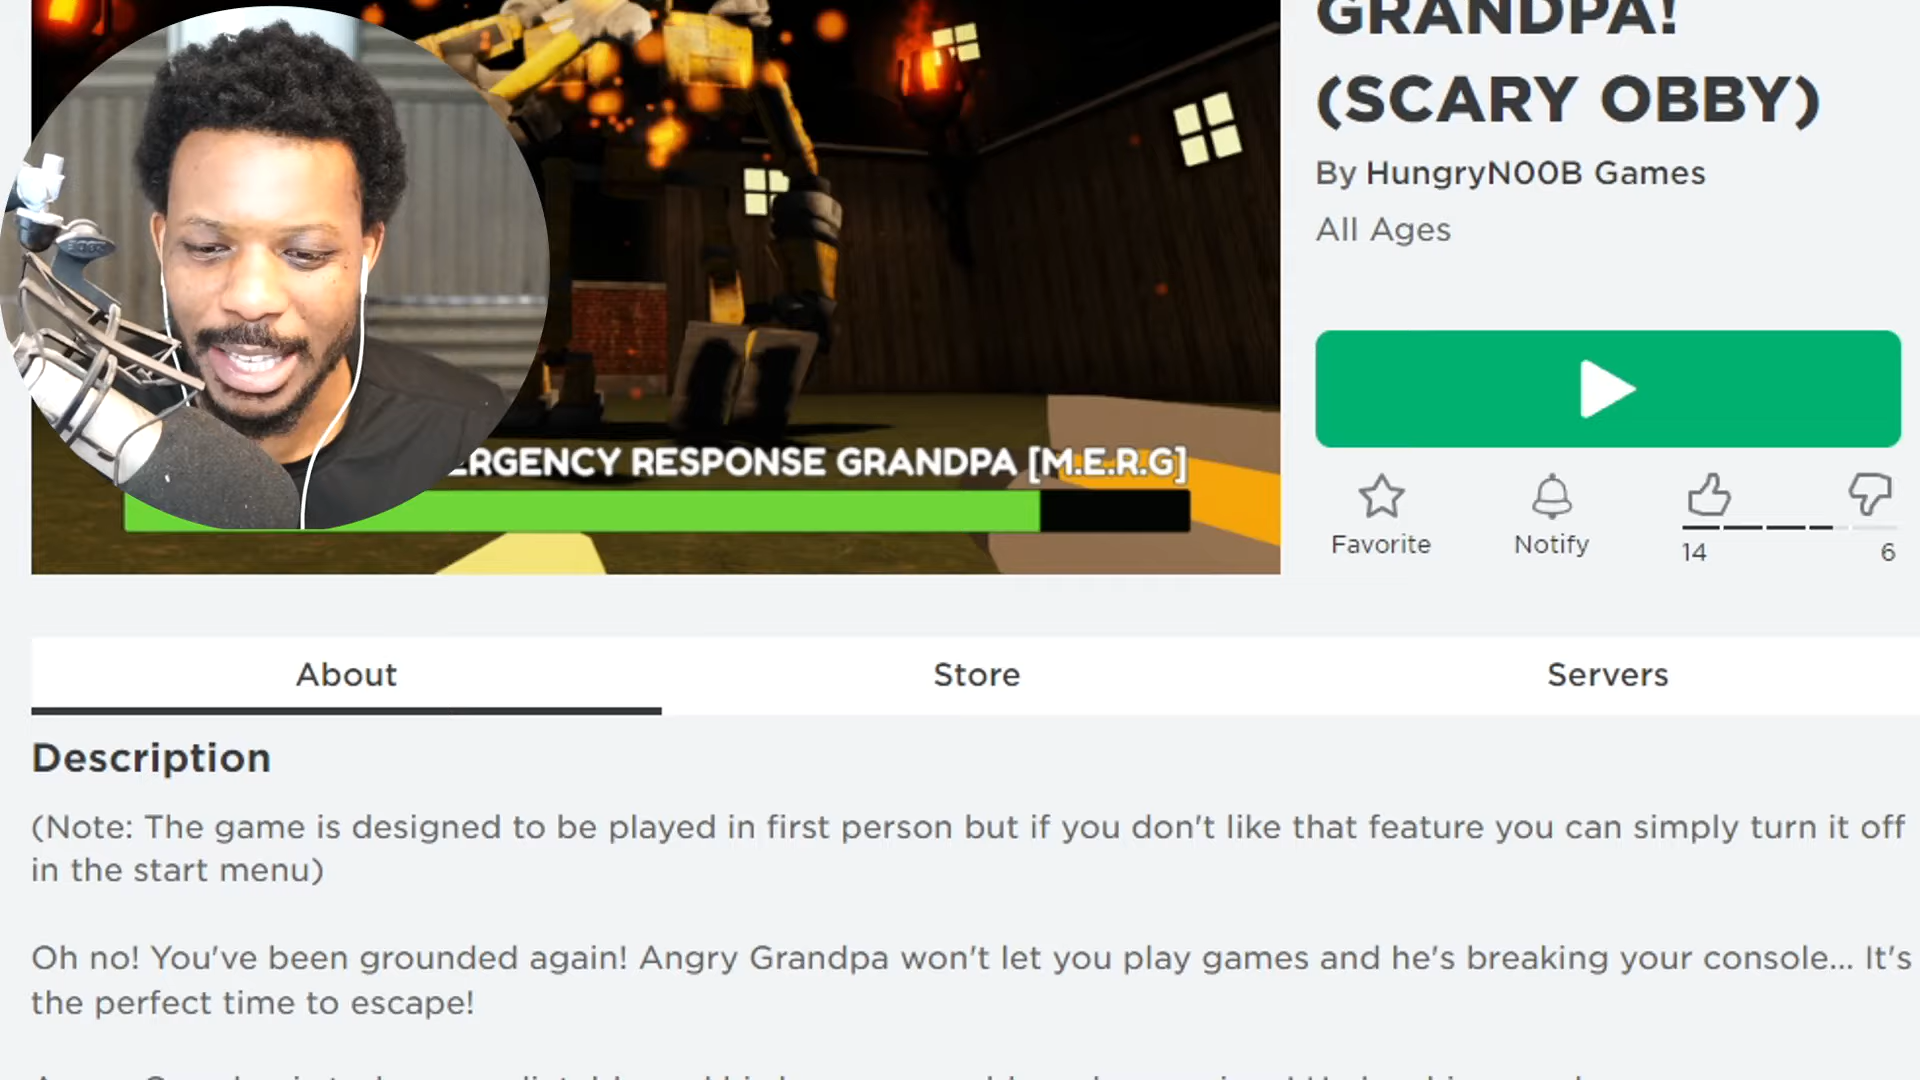 GRANDPA!
(SCARY OBBY)
By HungryN00B Games
All Ages
RESPONSE GRANDPA [M.E.R.G]
Favorite
Notify
14
6
About
Store
Servers
Description
(Note: The game is designed to be played in first person but if you don't like that feature you can simply turn it off
in the start menu)
Oh no! You've been grounded again! Angry Grandpa won't let you play games and he's breaking your console... It's
the perfect time to escape!